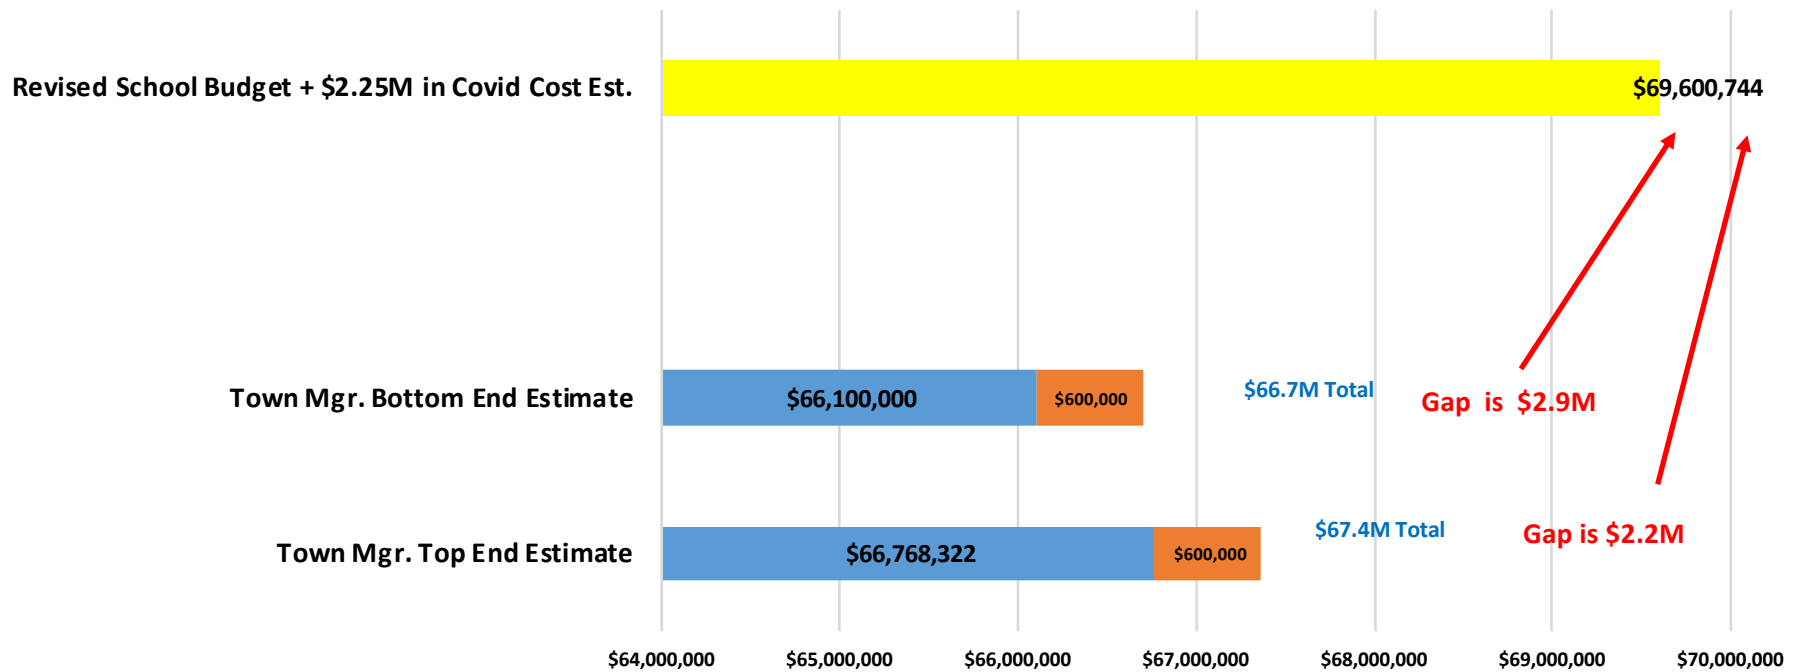 Revised School Budget + $2.25M in Covid Cost Est.
$69,600,744
Town Mgr. Bottom End Estimate
$66,100,000
$600,000
$66.7M Total
Gap is $2.9M
Town Mgr. Top End Estimate
$66,768,322
$600,000
$67.4M Total
Gap is $2.2M
$64,000,000 $65,000,000 $66,000,000 $67,000,000 $68,000,000 $69,000,000 $70,000,000